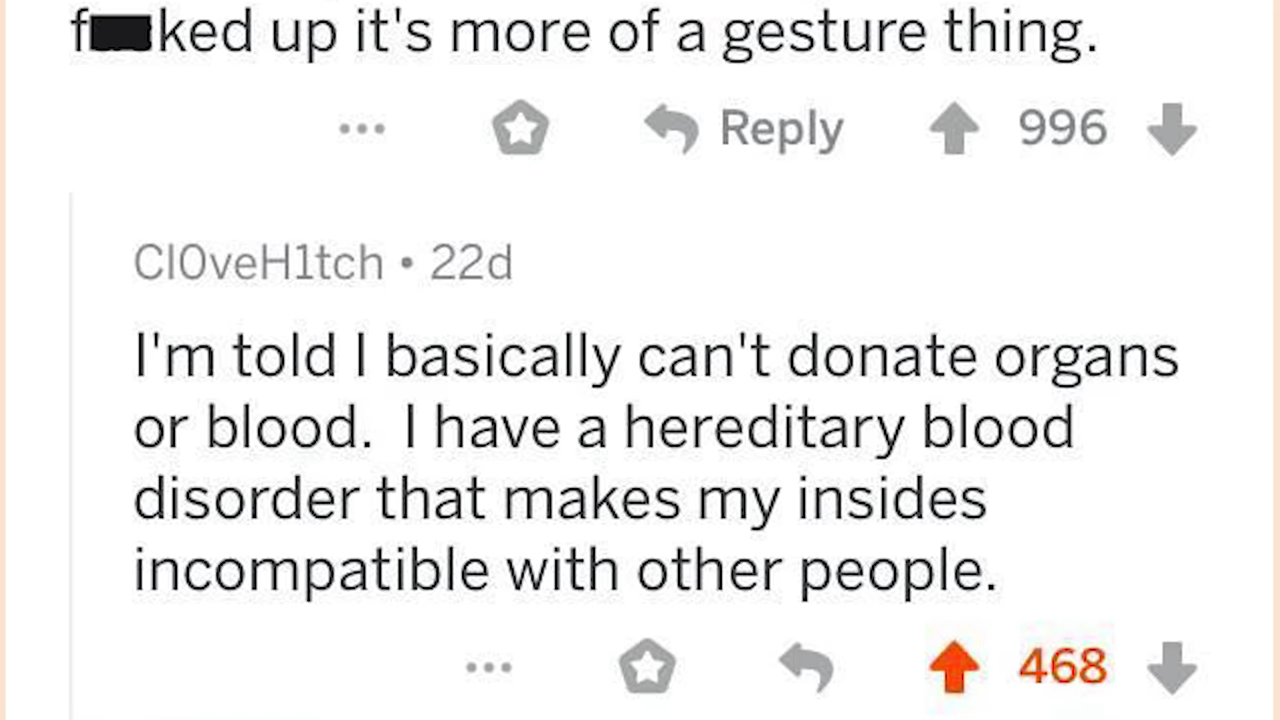 f ked up it's more of a gesture thing.
Reply 996
Cl0veH1tch • 22d
I'm told I basically can't donate organs
or blood. I have a hereditary blood
disorder that makes my insides
incompatible with other people.
468